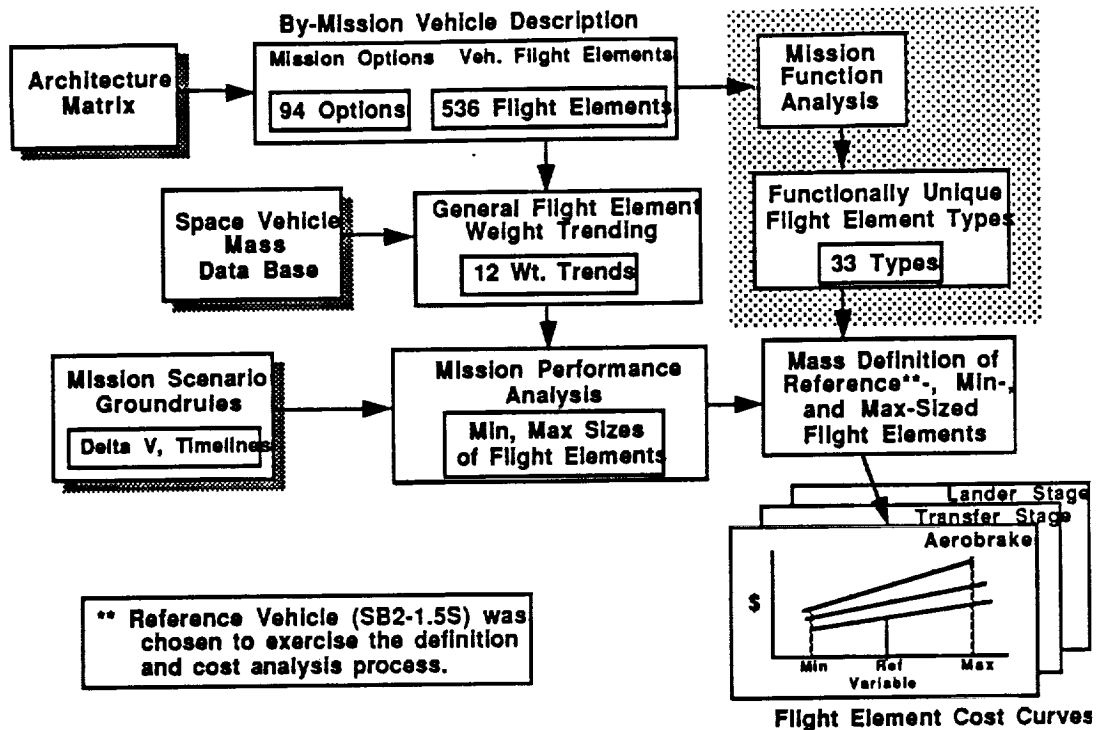 By-Mission Vehicle Description
Architecture
Matrix
Mission Options Veh. Flight Elements
94 Options 536 Flight Elements
Mission
Function
Analysis
Space Vehicle
Mass
Data Base
General Flight Element
Weight Trending
12 Wt. Trends
Functionally Unique
Flight Element Types
33 Types
Mission Scenario
Groundrules
Delta V, Timelines
Mission Performance
Analysis
Min, Max Sizes
of Flight Elements
Mass Definition of
Reference**-, Min-,
and Max-Sized
Flight Elements
Lander Stage
Transfer Stage
Aerobrake
$
Min Ref Max
Variable
Flight Element Cost Curves
** Reference Vehicle (SB2-1.5S) was
chosen to exercise the definition
and cost analysis process.